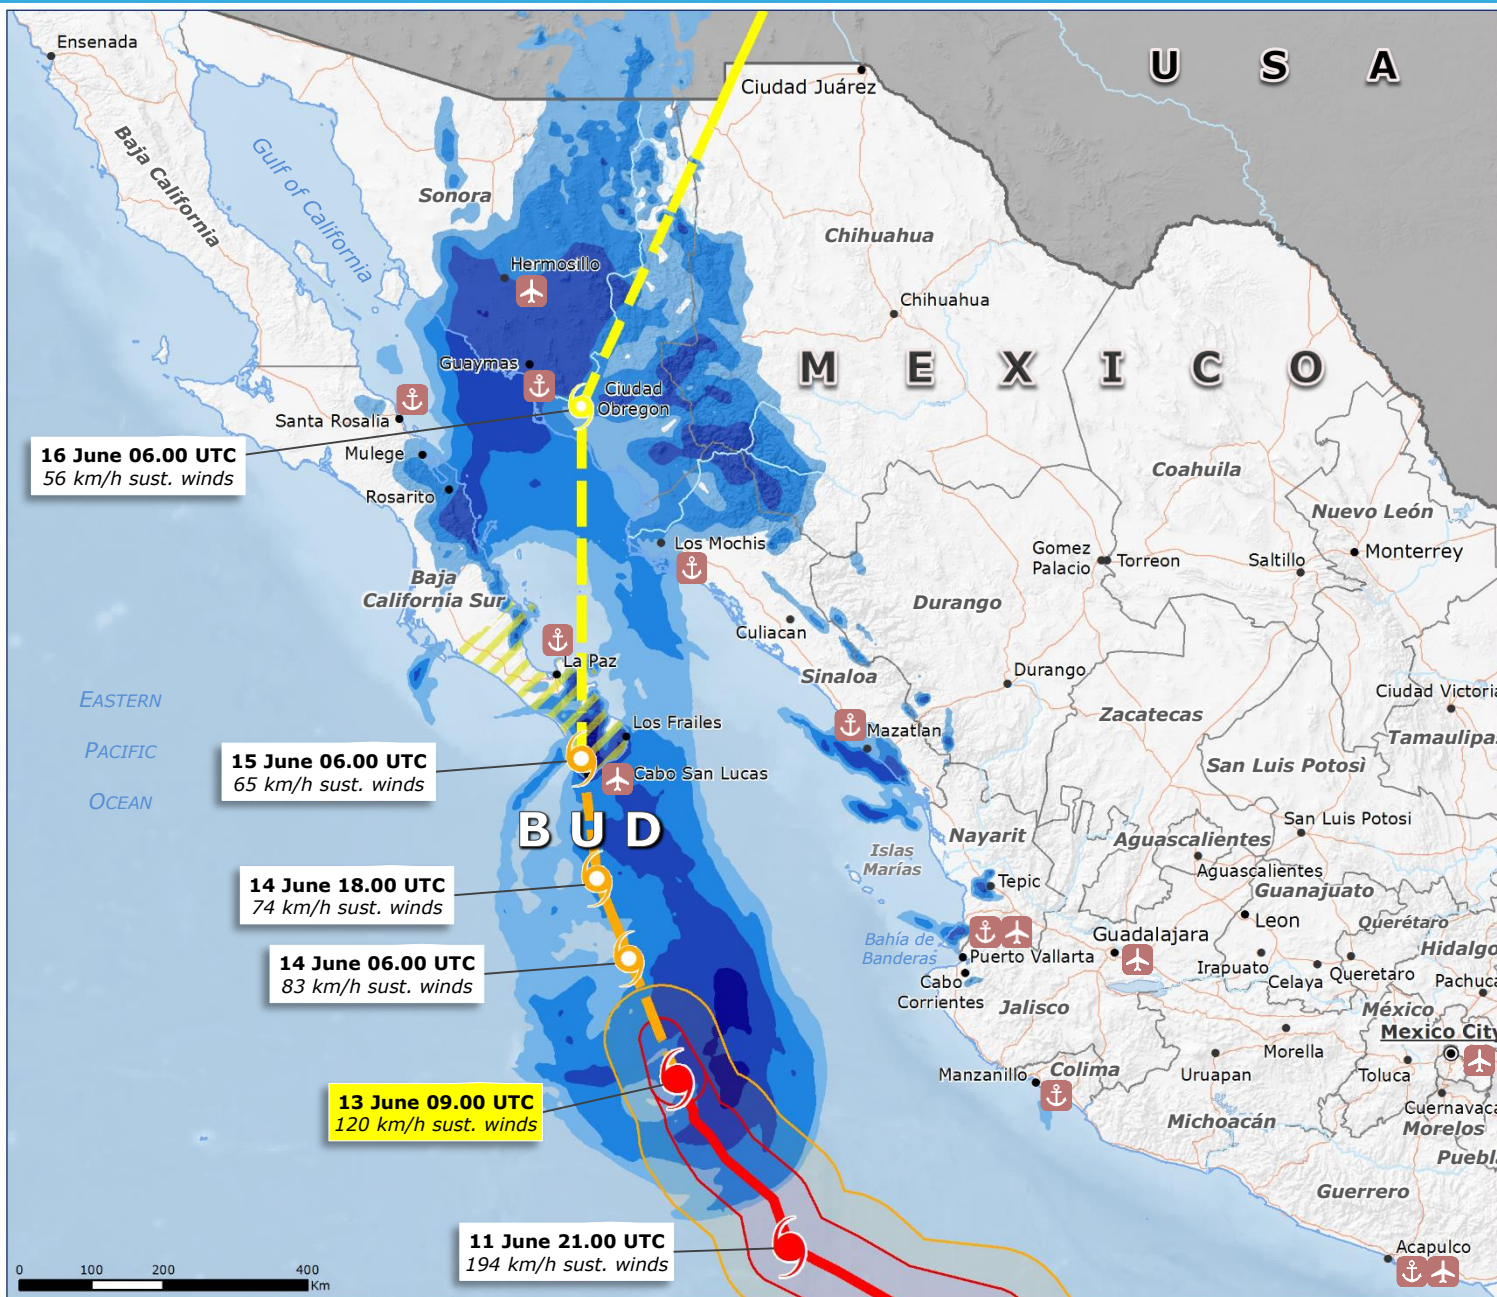 Ensenada
U S A
Ciudad Juárez
Baja California
Gulf of California
Sonora
Chihuahua
Hermosillo
Chihuahua
Guaymas
M E X I C O
Ciudad
Obregon
Santa Rosalia
16 June 06.00 UTC
56 km/h sust. winds
Mulege
Rosarito
Coahuila
Nuevo León
Los Mochis
Gomez
Palacio
Torreon
Saltillo
Monterrey
Baja
California Sur
Durango
Culiacan
La Paz
Sinaloa
Durango
Ciudad Victoria
EASTERN
PACIFIC
OCEAN
Los Frailes
Mazatlan
Zacatecas
Tamaulipas
15 June 06.00 UTC
65 km/h sust. winds
Cabo San Lucas
San Luis Potosì
BUD
Nayarit
Aguascalientes
San Luis Potosi
Islas
Marías
Aguascalientes
14 June 18.00 UTC
74 km/h sust. winds
Tepic
Guanajuato
Leon
Querétaro
Bahía de
Banderas
Guadalajara
Hidalgo
14 June 06.00 UTC
83 km/h sust. winds
Puerto Vallarta
Irapuato
Celaya
Queretaro
Pachuca
Cabo
Corrientes
Jalisco
México
Mexico City
Morella
Manzanillo
Colima
Uruapan
Toluca
13 June 09.00 UTC
120 km/h sust. winds
Cuernavaca
Michoacán
Morelos
Puebla
Guerrero
11 June 21.00 UTC
194 km/h sust. winds
Acapulco
0 100 200 400
Km